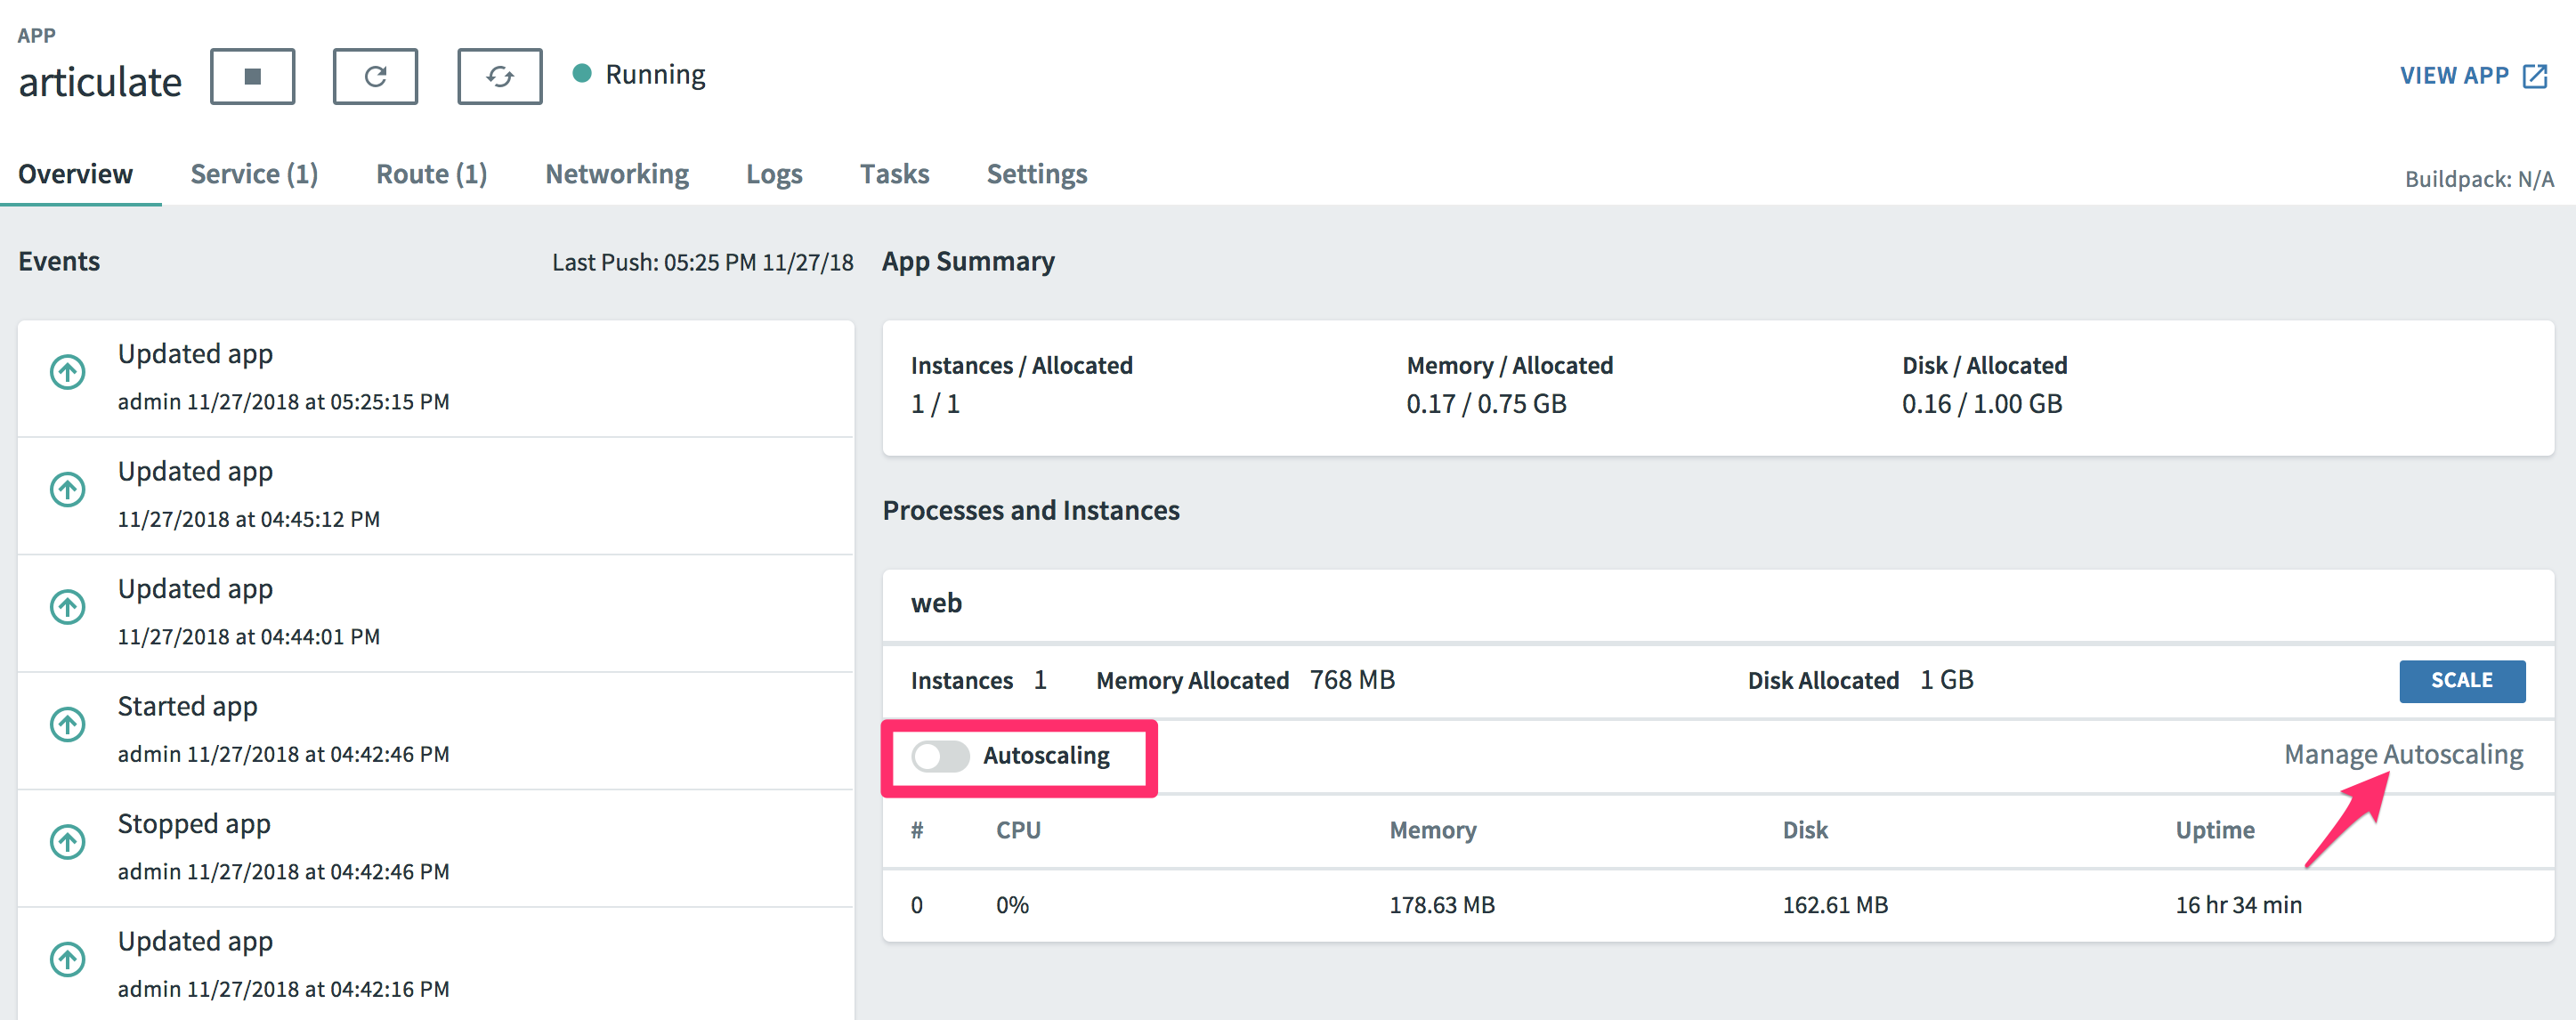 APP
articulate
Running
VIEW APP
Overview
Service (1)
Route (1)
Networking
Logs
Tasks
Settings
Buildpack: N/A
Events
Last Push: 05:25 PM 11/27/18
Updated app
admin 11/27/2018 at 05:25:15 PM
Updated app
11/27/2018 at 04:45:12 PM
Updated app
11/27/2018 at 04:44:01 PM
Started app
admin 11/27/2018 at 04:42:46 PM
Stopped app
admin 11/27/2018 at 04:42:46 PM
Updated app
admin 11/27/2018 at 04:42:16 PM
App Summary
Instances / Allocated
1 / 1
Memory / Allocated
0.17 / 0.75 GB
Disk / Allocated
0.16 / 1.00 GB
Processes and Instances
web
Instances 1 Memory Allocated 768 MB Disk Allocated 1 GB SCALE
Autoscaling
Manage Autoscaling
# CPU Memory Disk Uptime
0 0% 178.63 MB 162.61 MB 16 hr 34 min